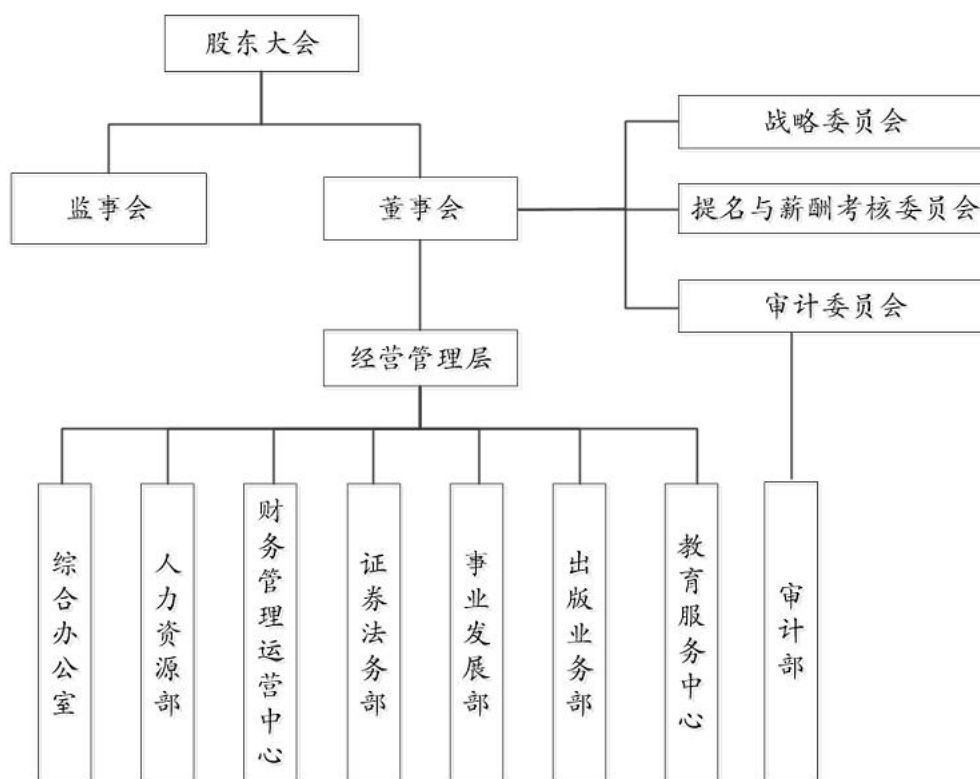 股东大会
战略委员会
监事会
董事会
提名与薪酬考核委员会
审计委员会
经营管理层
综合办公室
人力资源部
财务管理运营中心
证券法务部
事业发展部
出版业务部
教育服务中心
审计部